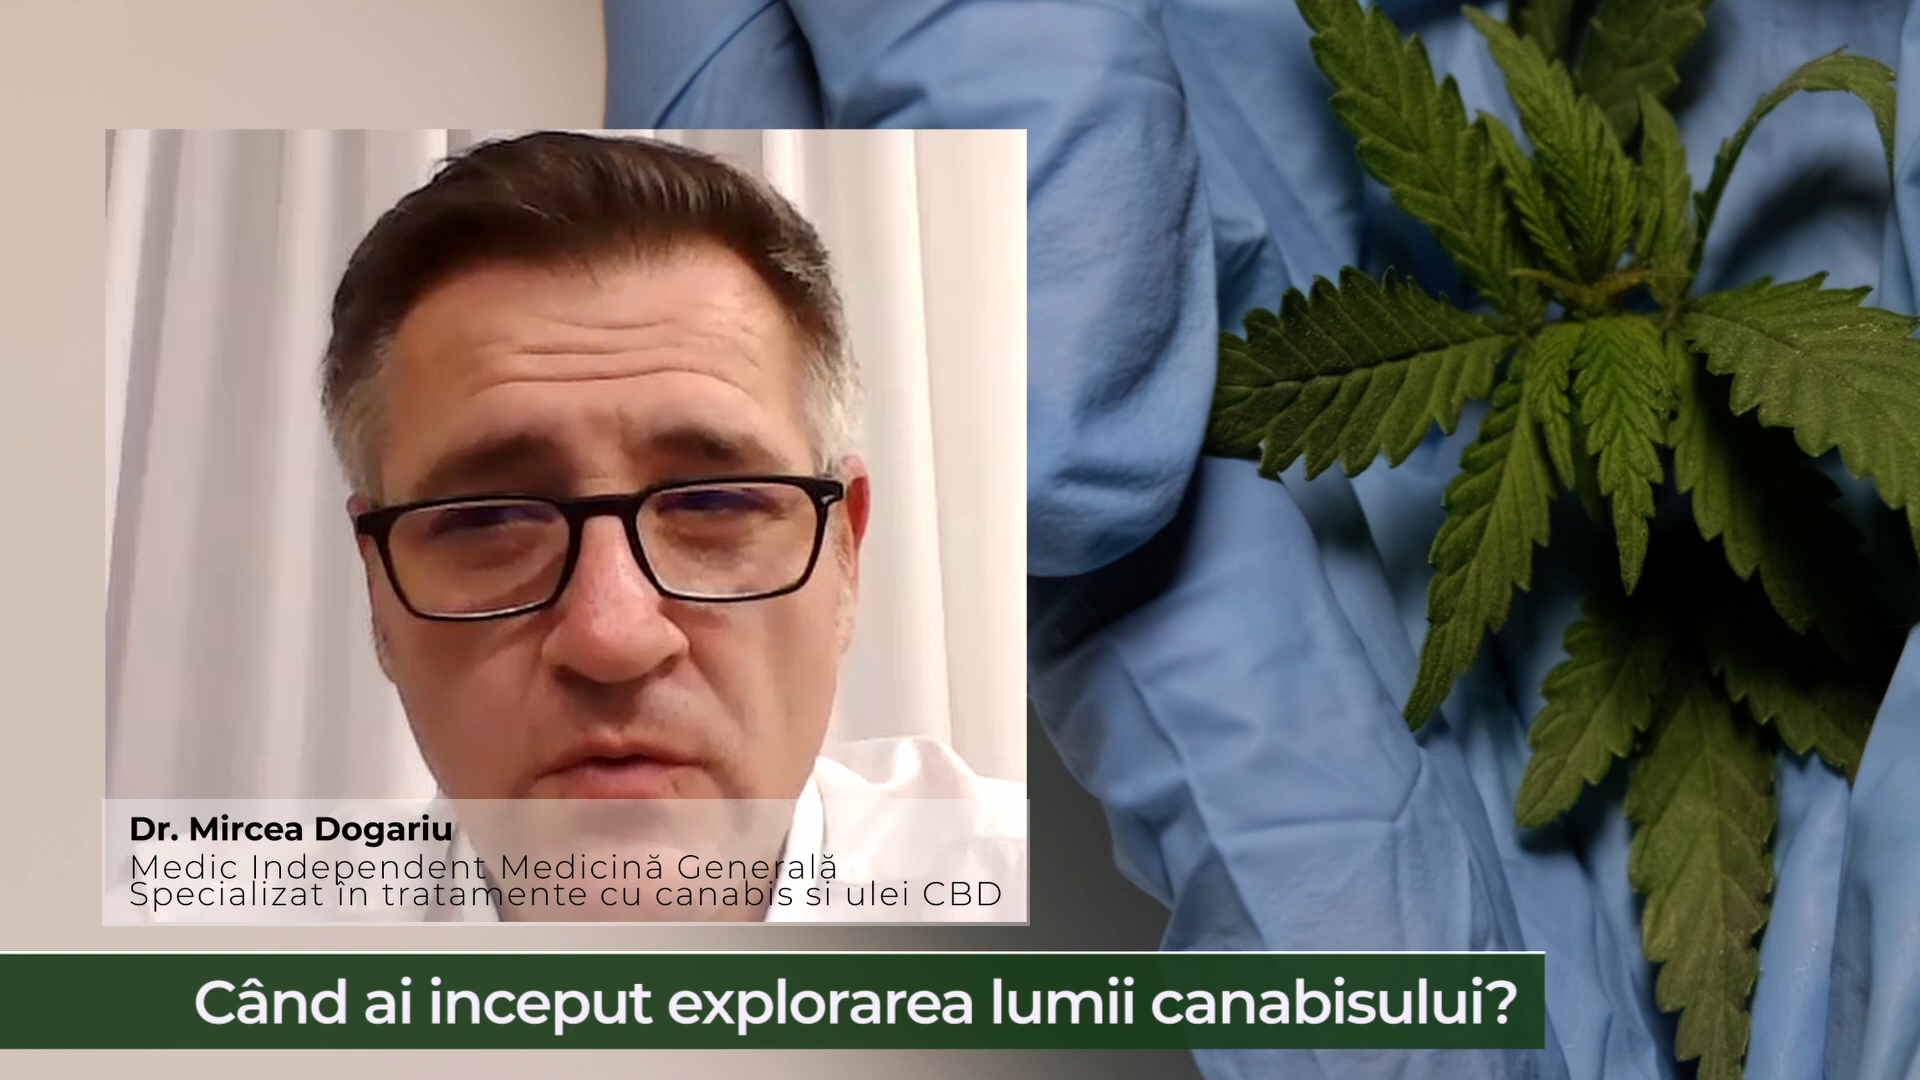 Dr. Mircea Dogariu
Medic Independent Medicină Generală
Specializat în tratamente cu canabis si ulei CBD
Când ai inceput explorarea lumii canabisului?